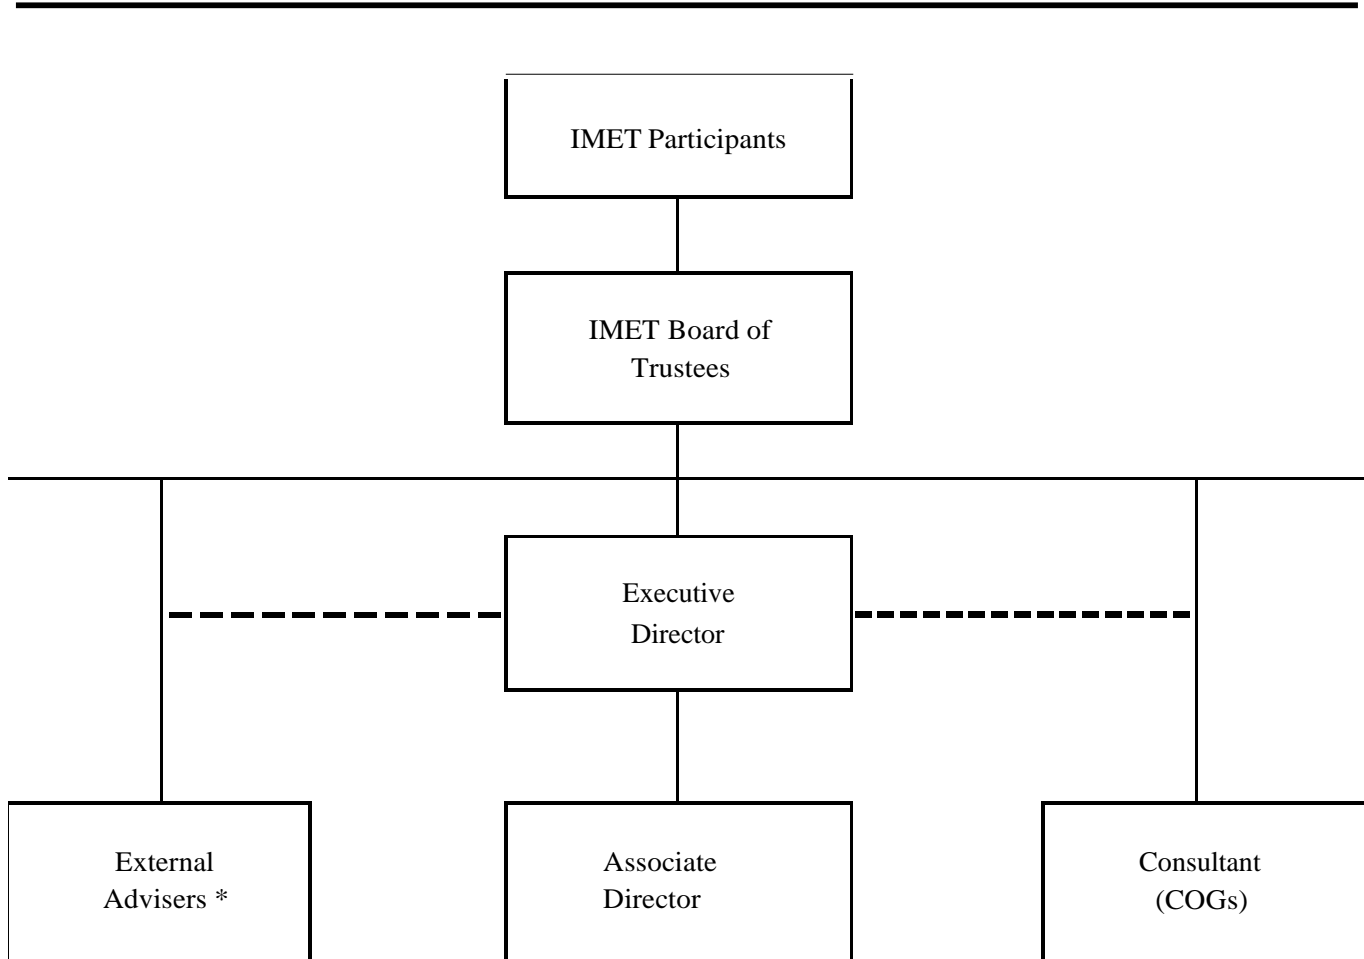 IMET Participants
IMET Board of
Trustees
Executive
Director
External
Advisers *
Associate
Director
Consultant
(COGs)